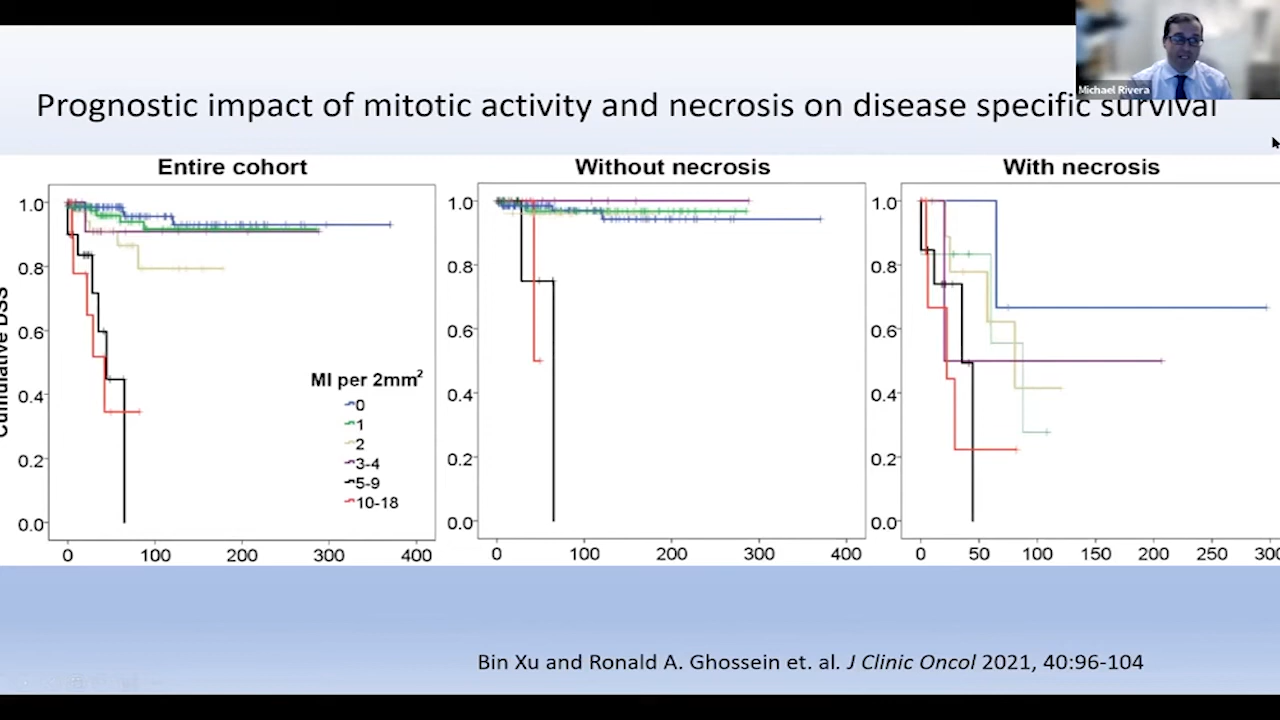 Michael Rivera
Prognostic impact of mitotic activity and necrosis on disease specific survival
Entire cohort
Without necrosis
With necrosis
Cumulative DSS
1.0
0.8
0.6
0.4
0.2
0.0
0 100 200 300 400
MI per 2mm²
0
1
2
3-4
5-9
10-18
1.0
0.8
0.6
0.4
0.2
0.0
0 100 200 300 400
1.0
0.8
0.6
0.4
0.2
0.0
0 50 100 150 200 250 300
Bin Xu and Ronald A. Ghossein et. al. J Clinic Oncol 2021, 40:96-104